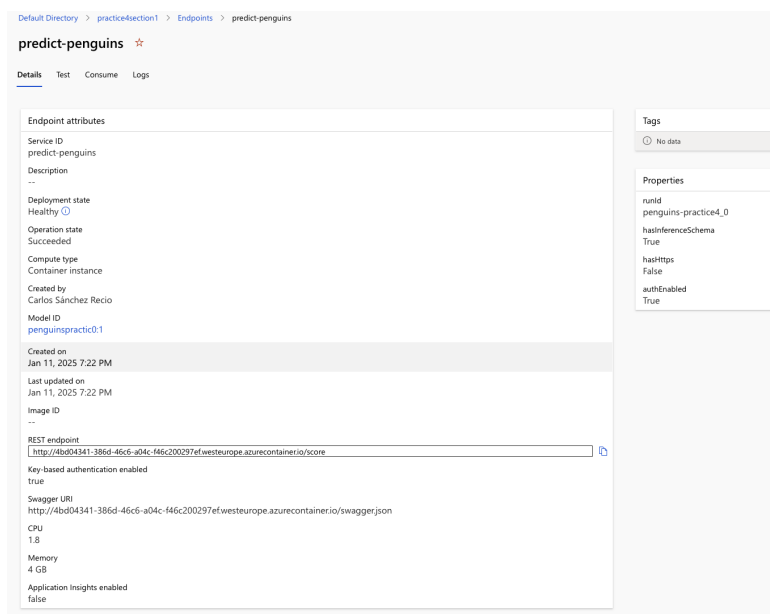 Default Directory > practice4section1 > Endpoints > predict-penguins
predict-penguins
Details Test Consume Logs
Endpoint attributes
Service ID
predict-penguins
Description
--
Deployment state
Healthy
Operation state
Succeeded
Compute type
Container instance
Created by
Carlos Sánchez Recio
Model ID
penguinspractic0:1
Created on
Jan 11, 2025 7:22 PM
Last updated on
Jan 11, 2025 7:22 PM
Image ID
--
REST endpoint
http://4bd04341-386d-46c6-a04c-f46c200297ef.westeurope.azurecontainer.io/score
Key-based authentication enabled
true
Swagger URI
http://4bd04341-386d-46c6-a04c-f46c200297ef.westeurope.azurecontainer.io/swagger.json
CPU
1.8
Memory
4 GB
Application Insights enabled
false
Tags
No data
Properties
runId
penguins-practice4_0
hasInferenceSchema
True
hasHttps
False
authEnabled
True